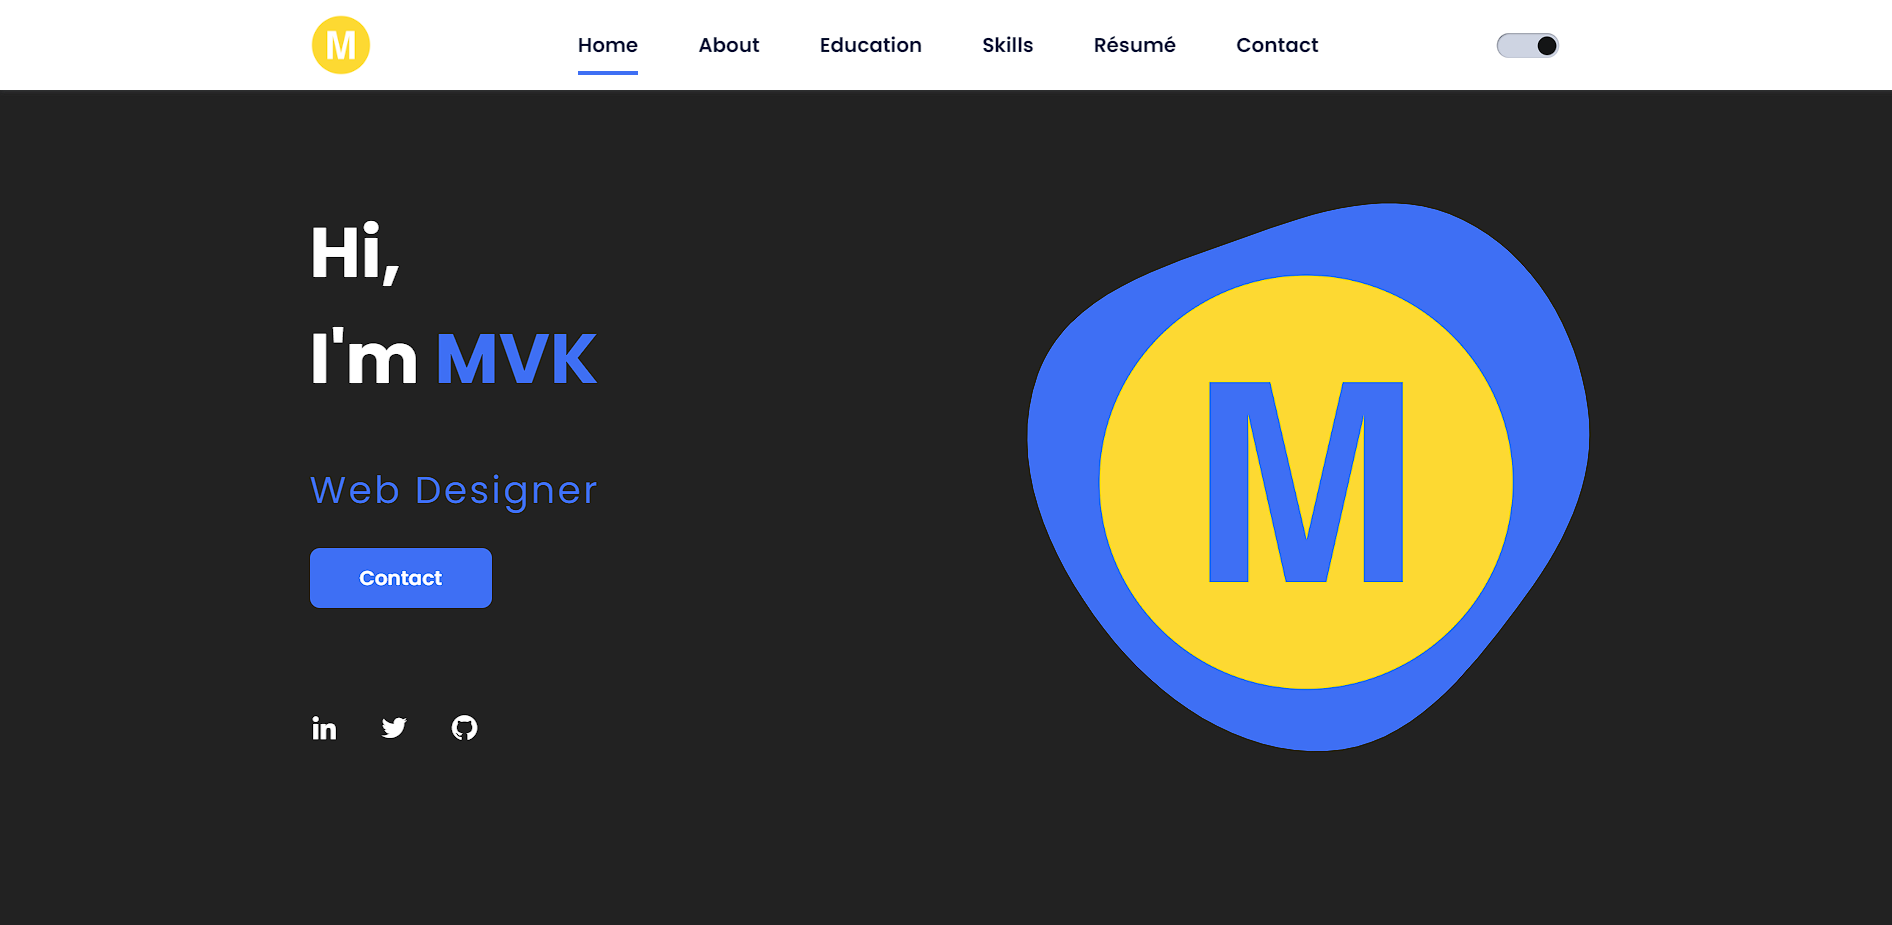 M
Home About Education Skills Résumé Contact
Hi,
I'm MVK
Web Designer
Contact
in
M